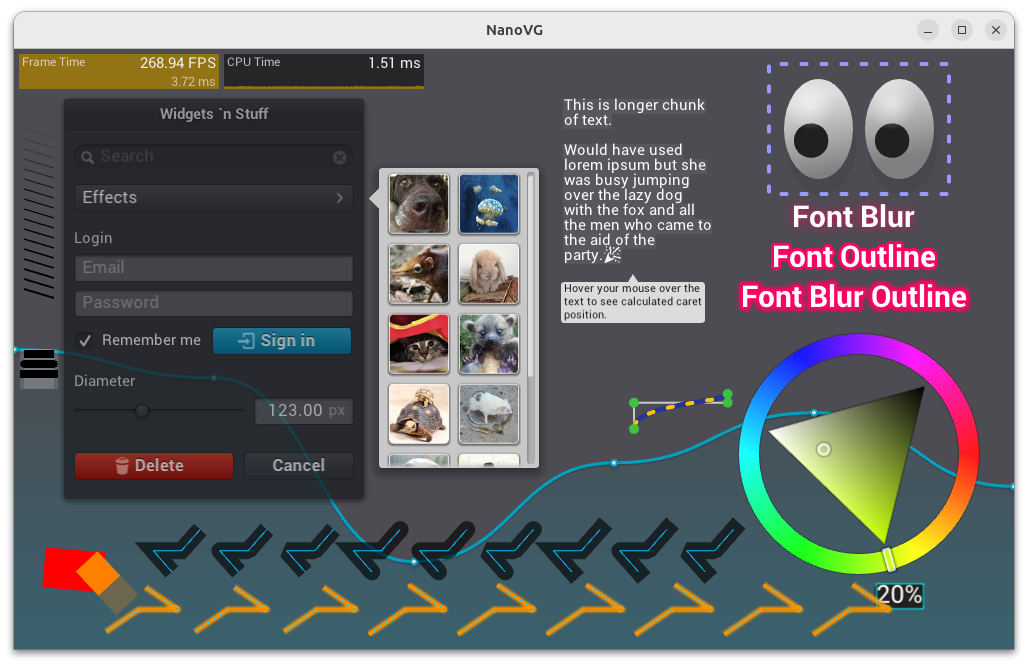 NanoVG
Frame Time
268.94 FPS
3.72 ms
CPU Time
1.51 ms
Widgets `n Stuff
Search
Effects
Login
Email
Password
Remember me
Sign in
Diameter
123.00 px
Delete
Cancel
This is longer chunk
of text.
Would have used
lorem ipsum but she
was busy jumping
over the lazy dog
with the fox and all
the men who came to
the aid of the
party.🎉
Hover your mouse over the
text to see calculated caret
position.
Font Blur
Font Outline
Font Blur Outline
20%